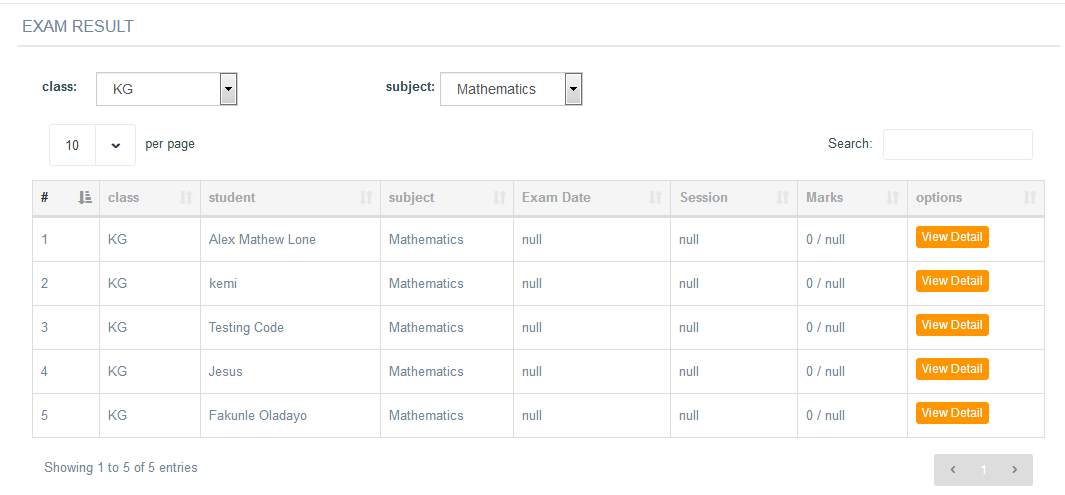 EXAM RESULT
class: KG subject: Mathematics
10 per page Search:
# class student subject Exam Date Session Marks options
1 KG Alex Mathew Lone Mathematics null null 0 / null View Detail
2 KG kemi Mathematics null null 0 / null View Detail
3 KG Testing Code Mathematics null null 0 / null View Detail
4 KG Jesus Mathematics null null 0 / null View Detail
5 KG Fakunle Oladayo Mathematics null null 0 / null View Detail
Showing 1 to 5 of 5 entries ‹ 1 ›